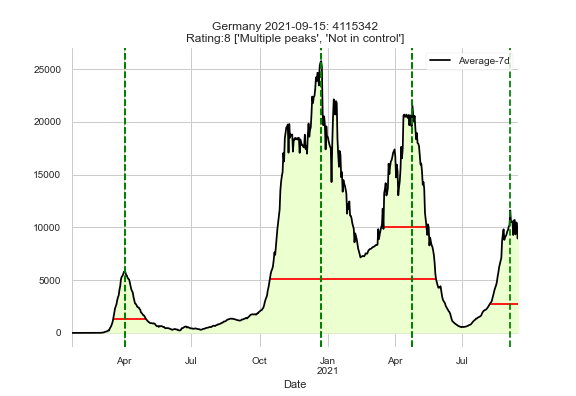 Germany 2021-09-15: 4115342
Rating:8 ['Multiple peaks', 'Not in control']
Average-7d
25000
20000
15000
10000
5000
0
Apr Jul Oct Jan Apr Jul
2021
Date